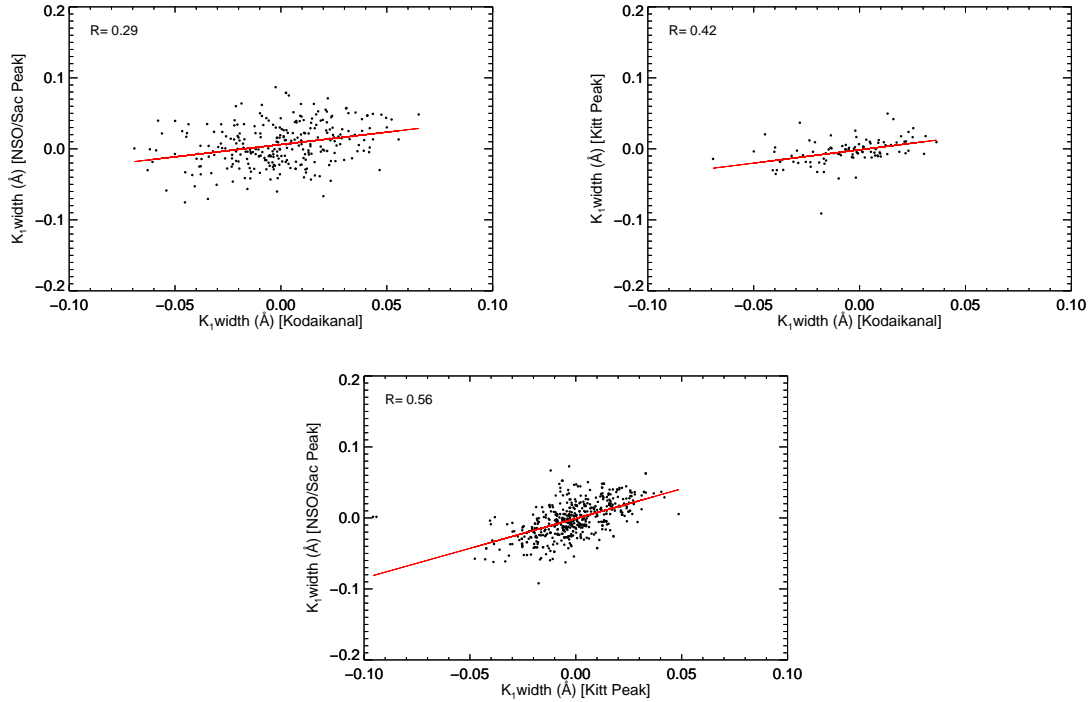 R= 0.29
0.2
0.1
0.0
−0.1
−0.2
K₁width (Å) [NSO/Sac Peak]
−0.10 −0.05 0.00 0.05 0.10
K₁width (Å) [Kodaikanal]
R= 0.42
0.2
0.1
0.0
−0.1
−0.2
K₁width (Å) [Kitt Peak]
−0.10 −0.05 0.00 0.05 0.10
K₁width (Å) [Kodaikanal]
R= 0.56
0.2
0.1
0.0
−0.1
−0.2
K₁width (Å) [NSO/Sac Peak]
−0.10 −0.05 0.00 0.05 0.10
K₁width (Å) [Kitt Peak]